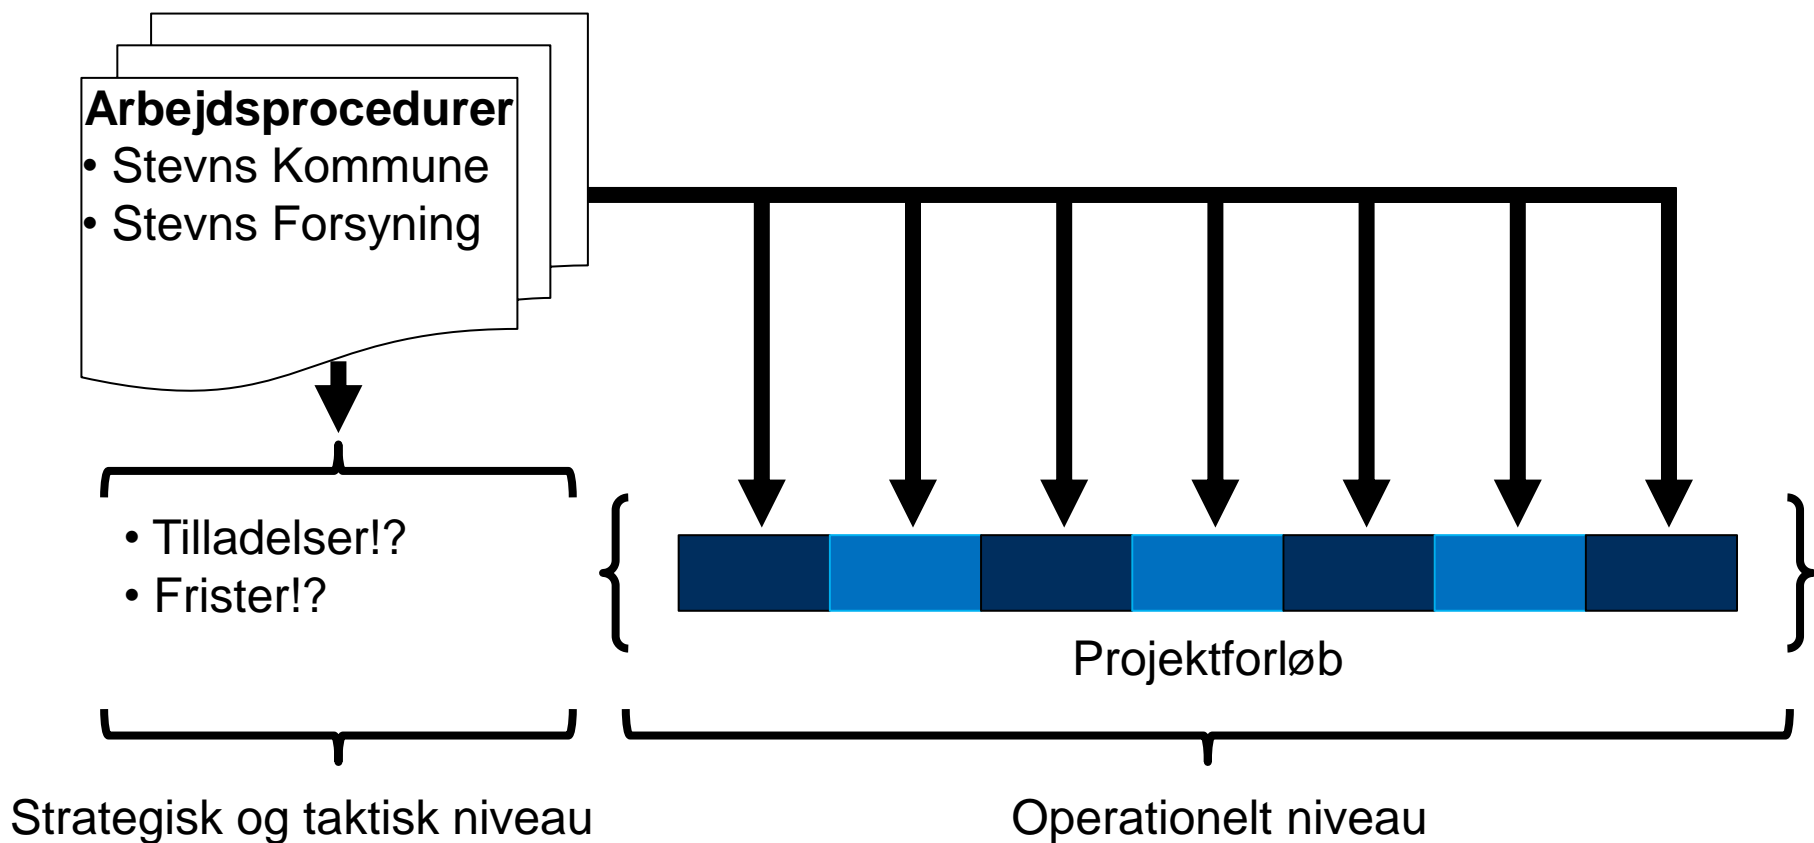 Arbejdsprocedurer
• Stevns Kommune
• Stevns Forsyning
• Tilladelser!?
• Frister!?
Projektforløb
Strategisk og taktisk niveau
Operationelt niveau